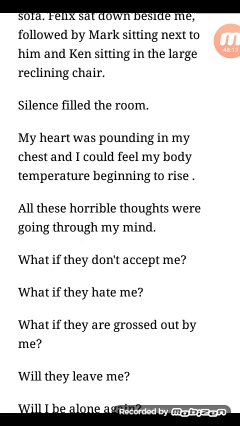 sofa. Felix sat down beside me,
followed by Mark sitting next to
him and Ken sitting in the large
reclining chair.
Silence filled the room.
My heart was pounding in my
chest and I could feel my body
temperature beginning to rise .
All these horrible thoughts were
going through my mind.
What if they don't accept me?
What if they hate me?
What if they are grossed out by
me?
Will they leave me?
Will I be alone again?
Recorded by mobizen